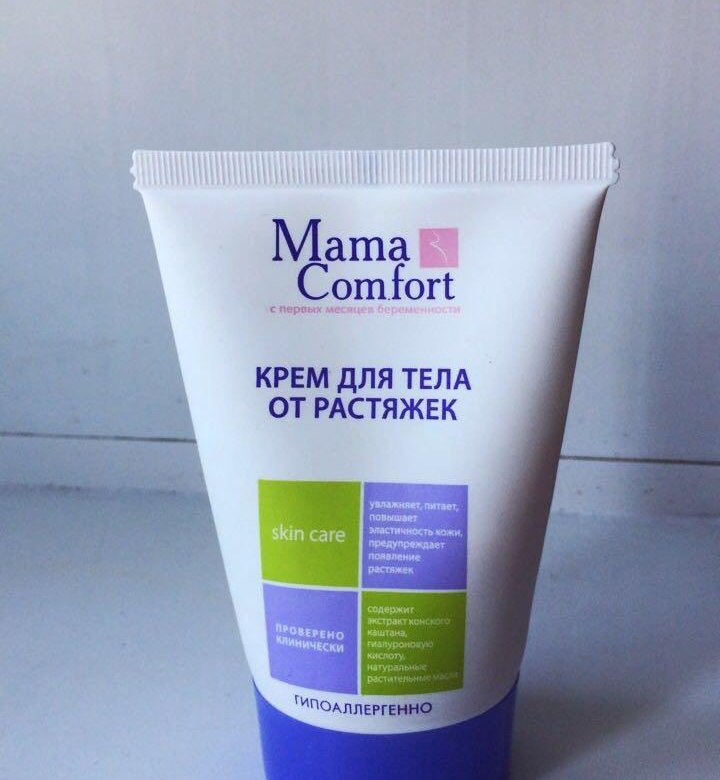 Mama
Comfort
с первых месяцев беременности
КРЕМ ДЛЯ ТЕЛА
ОТ РАСТЯЖЕК
skin care
увлажняет, питает,
повышает
эластичность кожи,
предупреждает
появление
растяжек
ПРОВЕРЕНО
КЛИНИЧЕСКИ
содержит
экстракт конского
каштана,
гиалуроновую
кислоту,
натуральные
растительные масла
ГИПОАЛЛЕРГЕННО